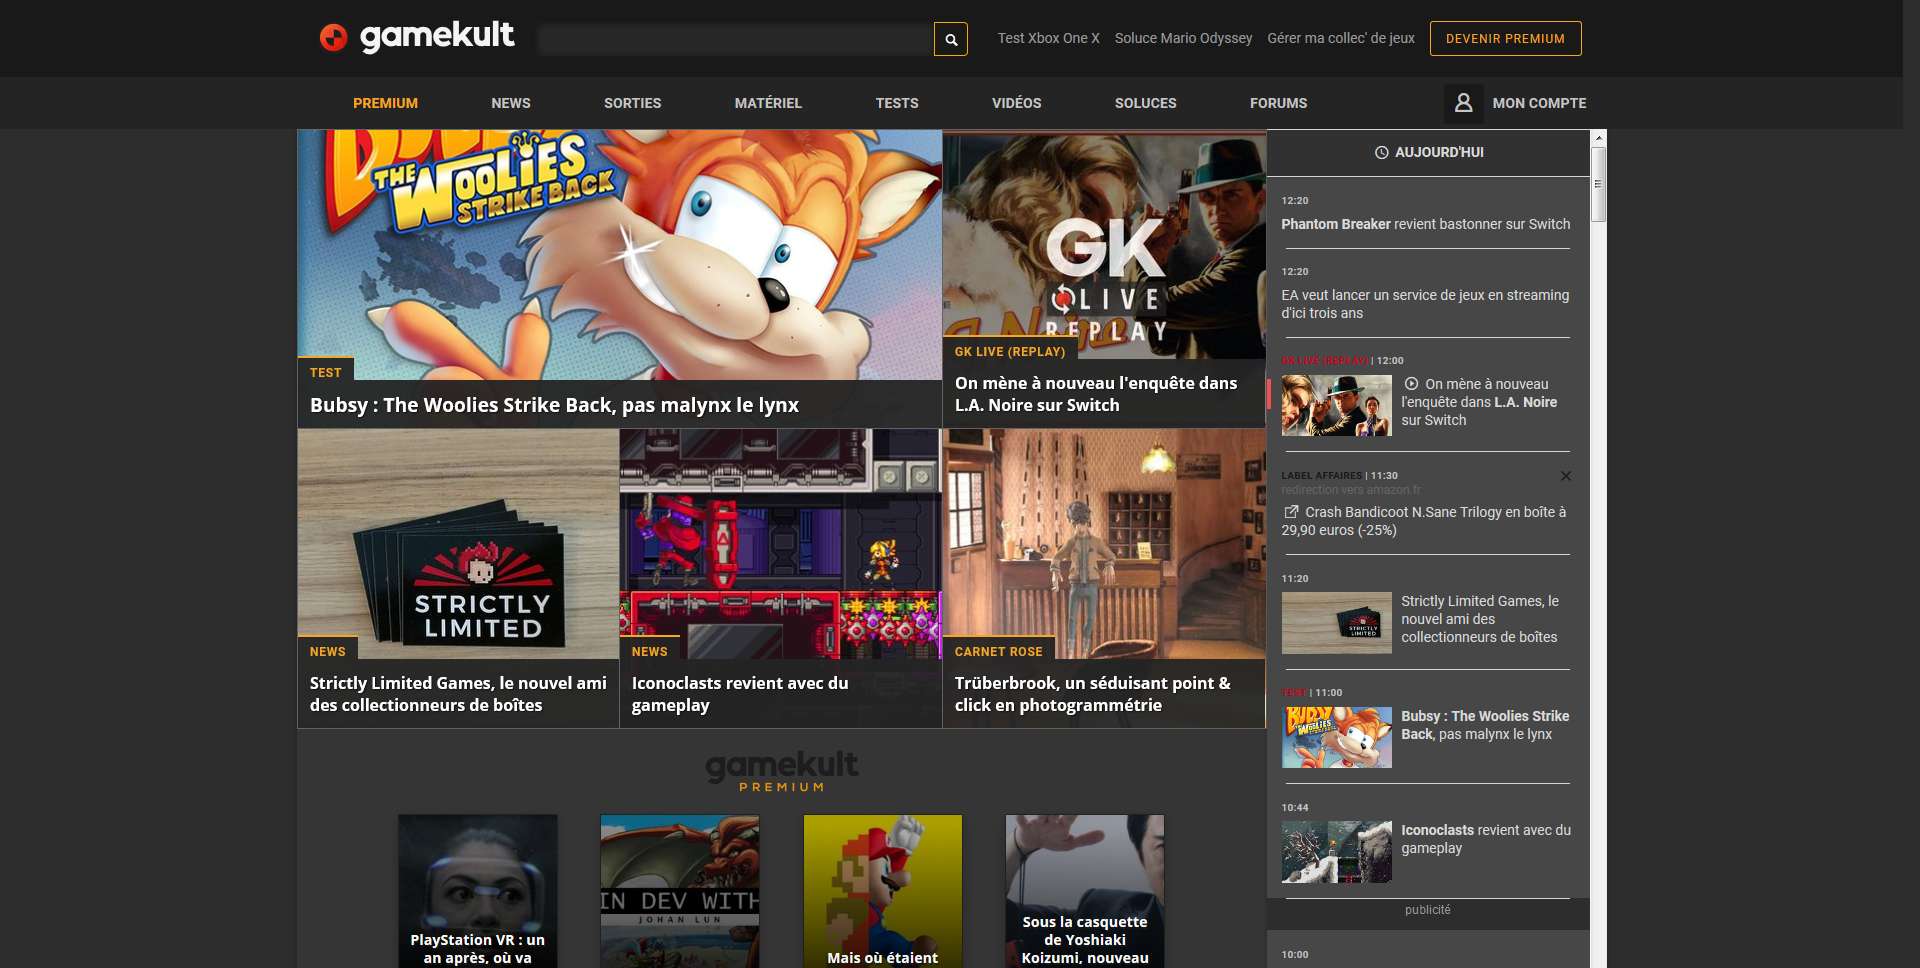 gamekult
Test Xbox One X Soluce Mario Odyssey Gérer ma collec' de jeux DEVENIR PREMIUM
PREMIUM NEWS SORTIES MATÉRIEL TESTS VIDÉOS SOLUCES FORUMS MON COMPTE
BUBSY
THE WOOLIES
STRIKE BACK
TEST
Bubsy : The Woolies Strike Back, pas malynx le lynx
GK
LIVE
REPLAY
GK LIVE (REPLAY)
On mène à nouveau l'enquête dans
L.A. Noire sur Switch
STRICTLY
LIMITED
NEWS
Strictly Limited Games, le nouvel ami
des collectionneurs de boîtes
NEWS
Iconoclasts revient avec du
gameplay
CARNET ROSE
Trüberbrook, un séduisant point &
click en photogrammétrie
gamekult
PREMIUM
PlayStation VR : un
an après, où va
IN DEV WITH
JOHAN LUN
Mais où étaient
Sous la casquette
de Yoshiaki
Koizumi, nouveau
AUJOURD'HUI
12:20
Phantom Breaker revient bastonner sur Switch
12:20
EA veut lancer un service de jeux en streaming
d'ici trois ans
GK LIVE (REPLAY) | 12:00
On mène à nouveau
l'enquête dans L.A. Noire
sur Switch
LABEL AFFAIRES | 11:30
redirection vers amazon.fr
Crash Bandicoot N.Sane Trilogy en boîte à
29,90 euros (-25%)
11:20
STRICTLY
LIMITED
Strictly Limited Games, le
nouvel ami des
collectionneurs de boîtes
TEST | 11:00
Bubsy : The Woolies Strike
Back, pas malynx le lynx
10:44
Iconoclasts revient avec du
gameplay
publicité
10:00